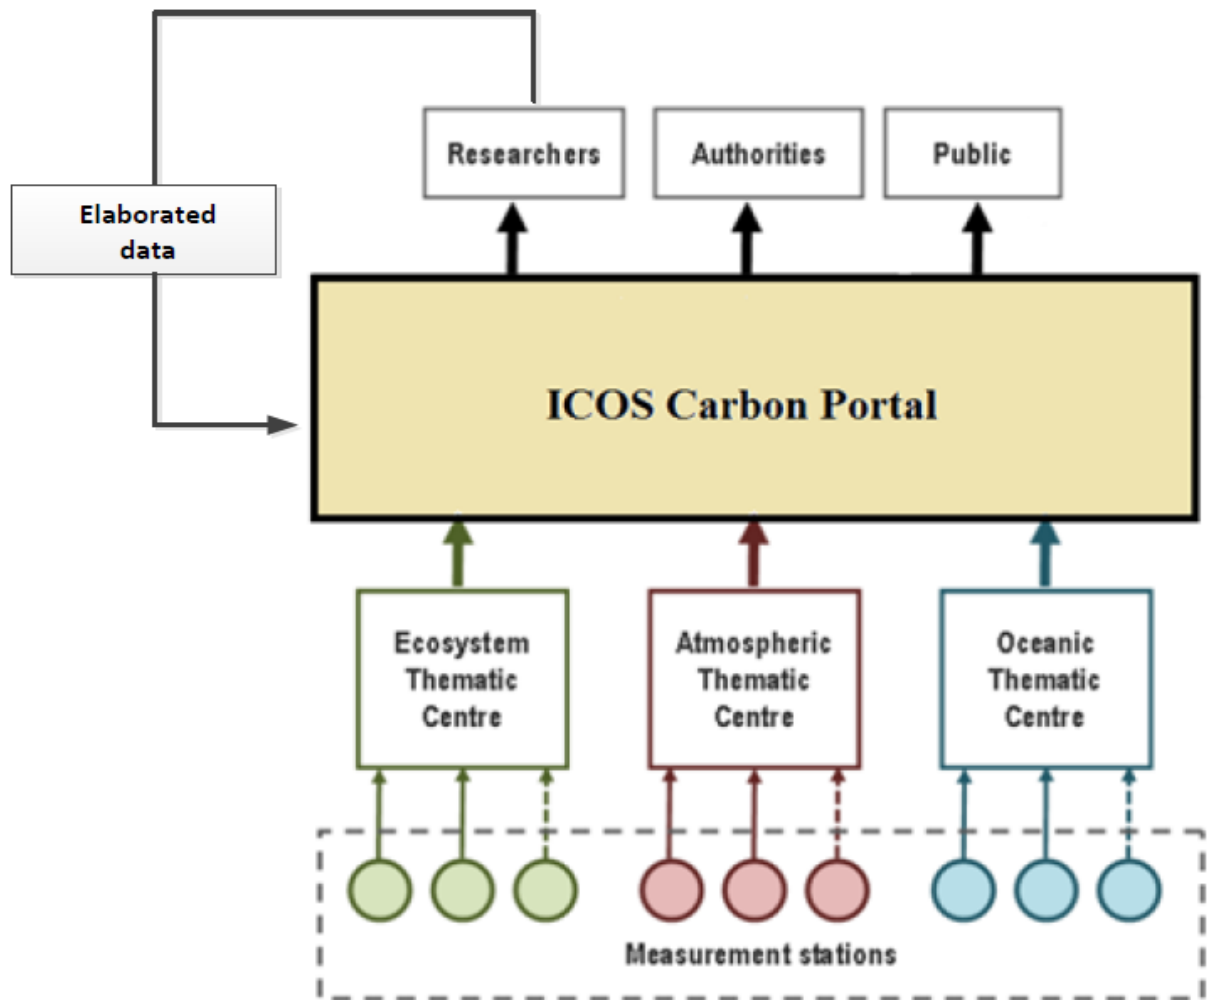 Researchers
Authorities
Public
Elaborated
data
ICOS Carbon Portal
Ecosystem
Thematic
Centre
Atmospheric
Thematic
Centre
Oceanic
Thematic
Centre
Measurement stations